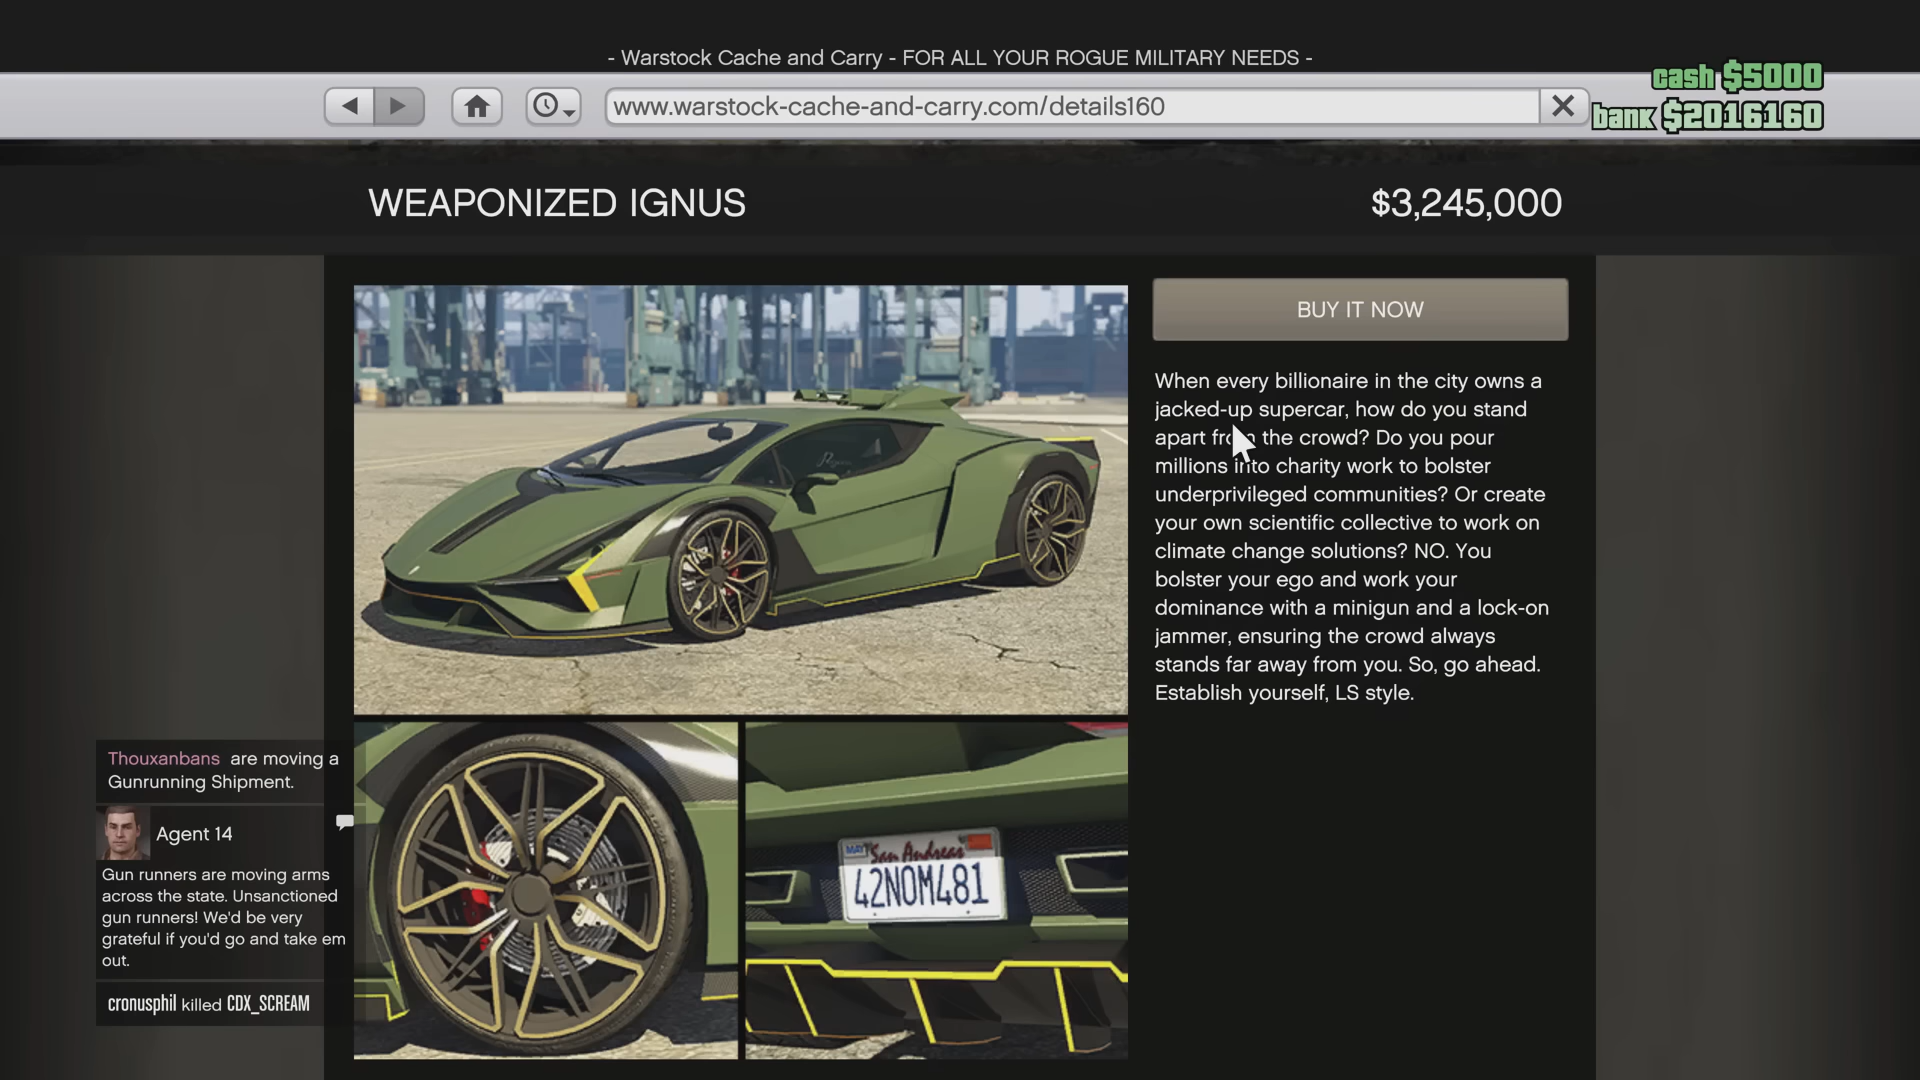 - Warstock Cache and Carry - FOR ALL YOUR ROGUE MILITARY NEEDS -
cash $5000
www.warstock-cache-and-carry.com/details160
bank $2016160
WEAPONIZED IGNUS
$3,245,000
BUY IT NOW
When every billionaire in the city owns a
jacked-up supercar, how do you stand
apart from the crowd? Do you pour
millions into charity work to bolster
underprivileged communities? Or create
your own scientific collective to work on
climate change solutions? NO. You
bolster your ego and work your
dominance with a minigun and a lock-on
jammer, ensuring the crowd always
stands far away from you. So, go ahead.
Establish yourself, LS style.
Thouxanbans are moving a
Gunrunning Shipment.
Agent 14
Gun runners are moving arms
across the state. Unsanctioned
gun runners! We'd be very
grateful if you'd go and take em
out.
cronusphil killed CDX_SCREAM
MAY
San Andreas
42NOM481